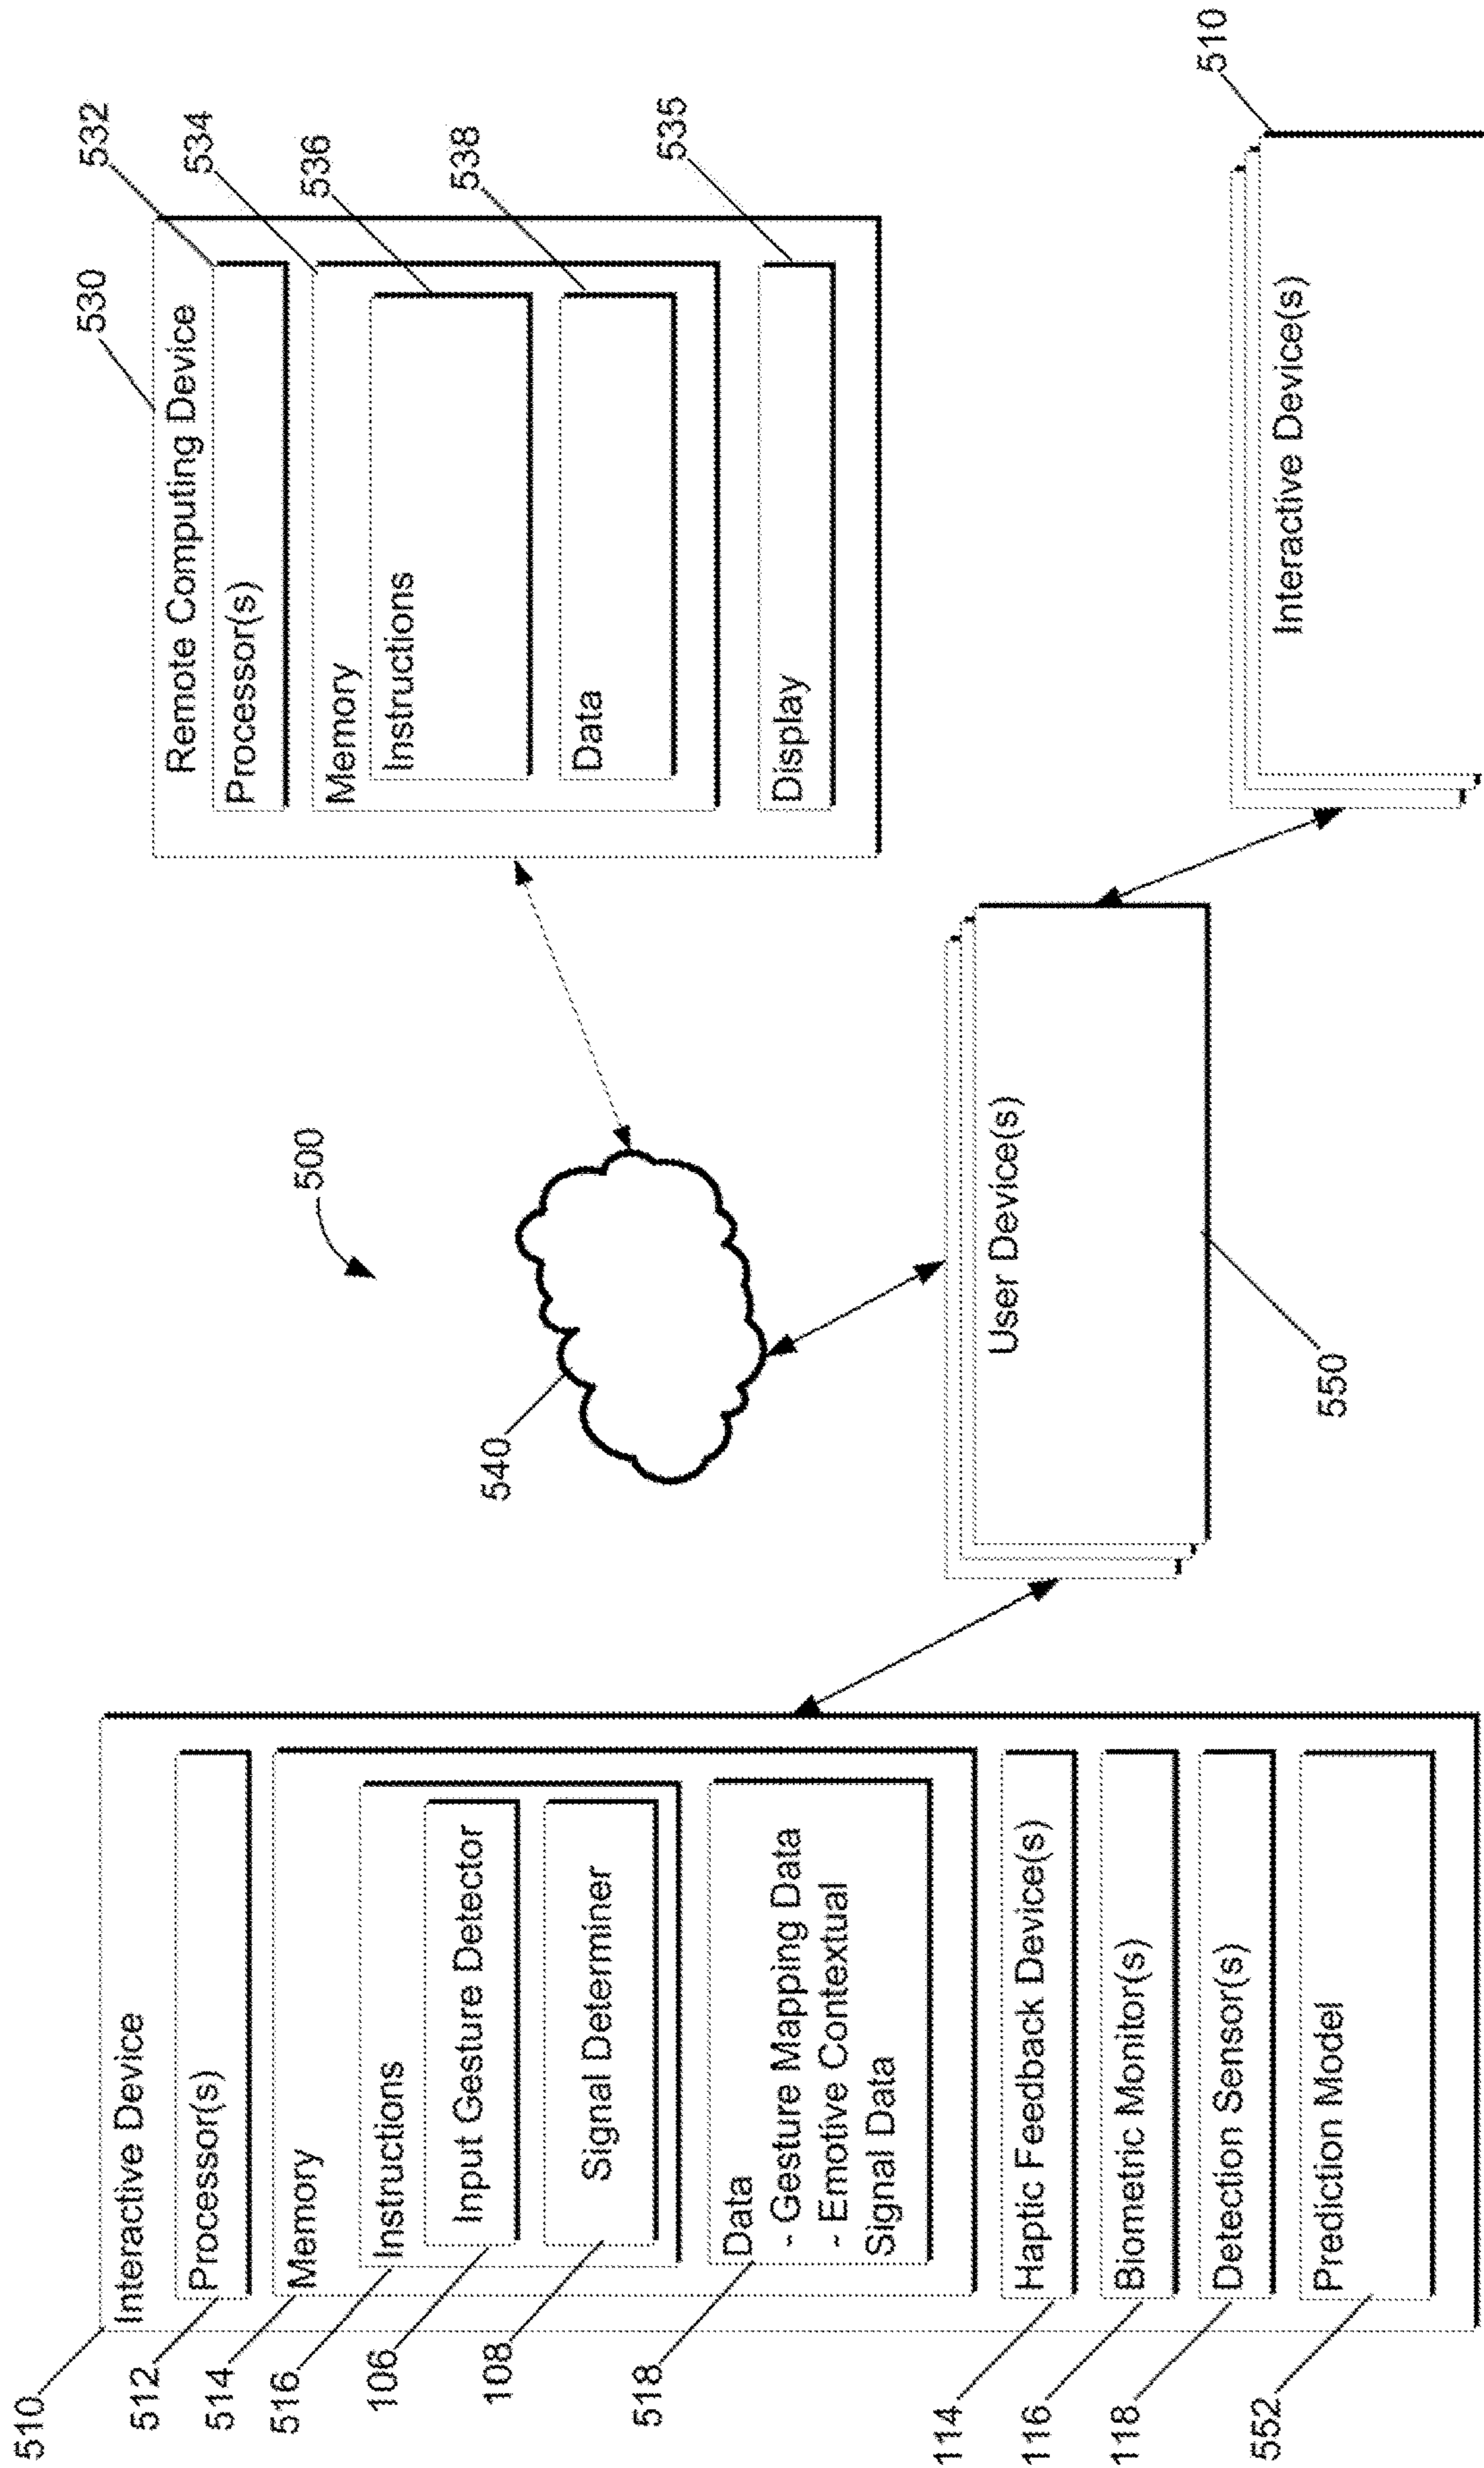 510
Interactive Device
512
Processor(s)
514
Memory
516
Instructions
106
Input Gesture Detector
108
Signal Determiner
518
Data
- Gesture Mapping Data
- Emotive Contextual
Signal Data
114
Haptic Feedback Device(s)
116
Biometric Monitor(s)
118
Detection Sensor(s)
552
Prediction Model
500
540
User Device(s)
550
530
Remote Computing Device
532
Processor(s)
534
Memory
536
Instructions
538
Data
535
Display
510
Interactive Device(s)